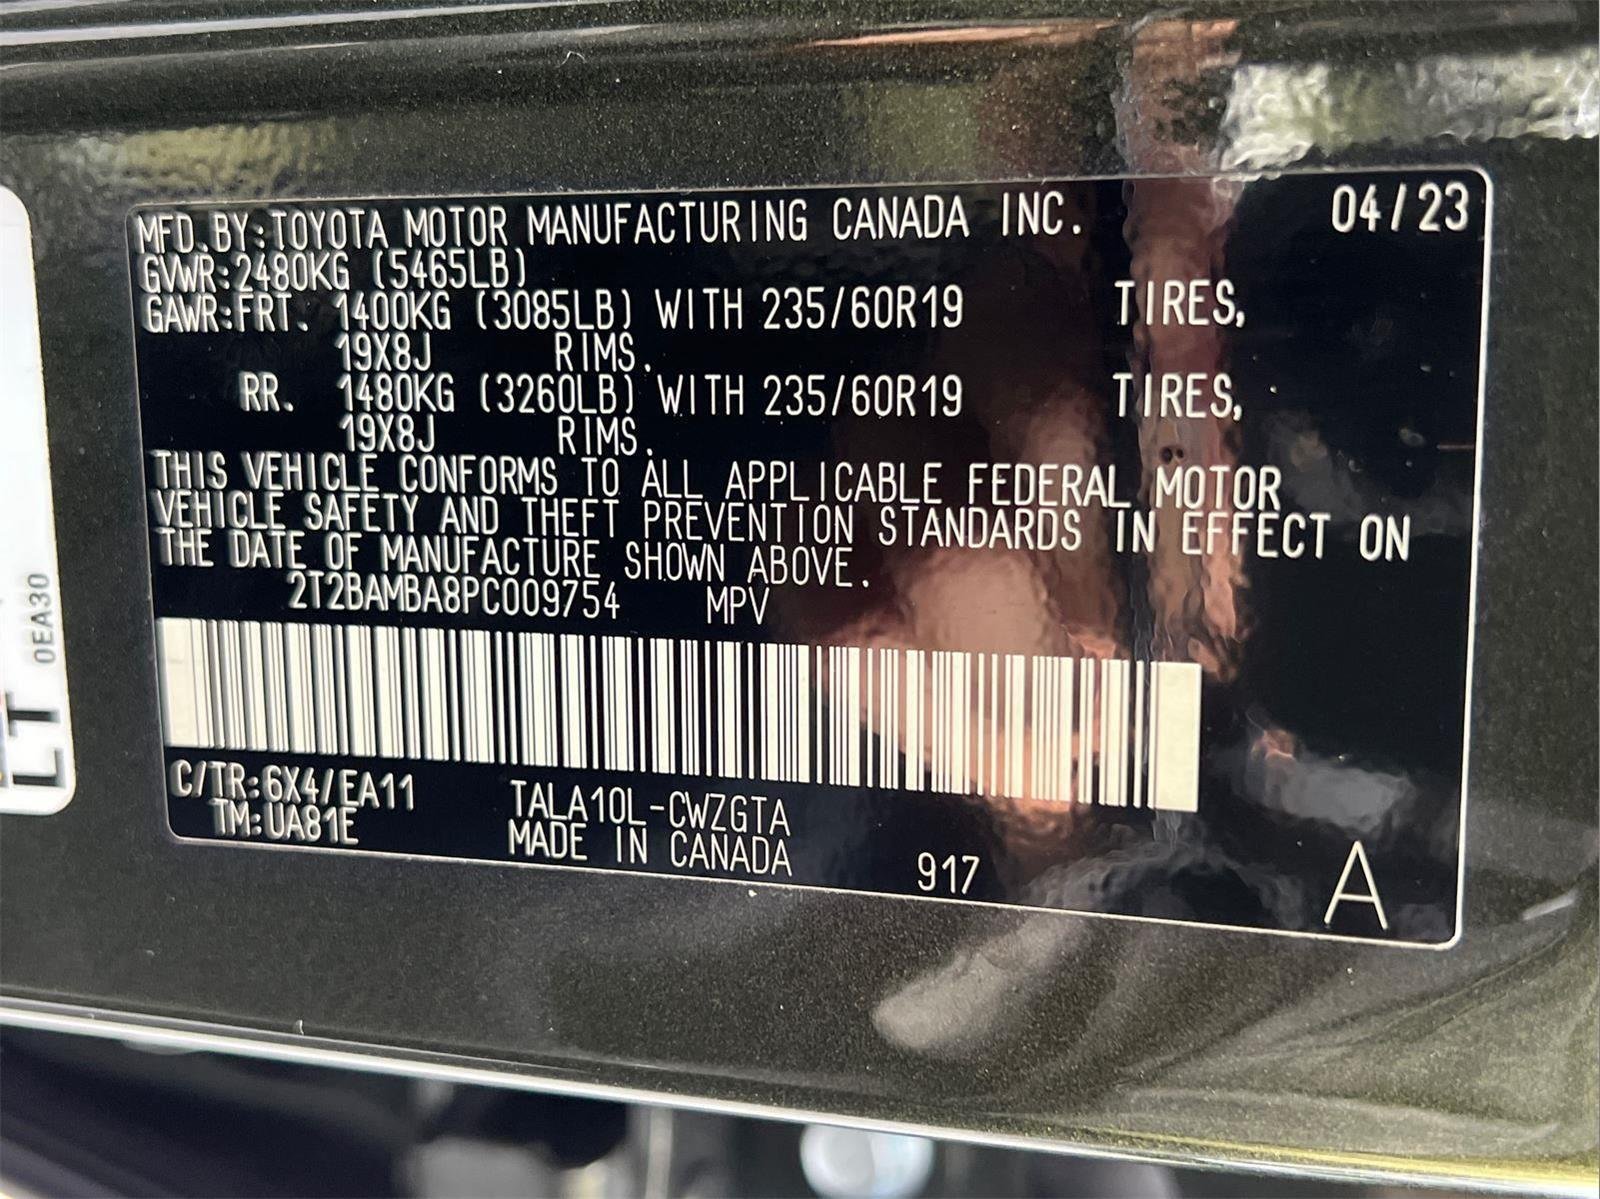 MFD. BY:TOYOTA MOTOR MANUFACTURING CANADA INC. 04/23
GVWR:2480KG (5465LB)
GAWR:FRT. 1400KG (3085LB) WITH 235/60R19 TIRES,
19X8J RIMS.
RR. 1480KG (3260LB) WITH 235/60R19 TIRES,
19X8J RIMS.
THIS VEHICLE CONFORMS TO ALL APPLICABLE FEDERAL MOTOR
VEHICLE SAFETY AND THEFT PREVENTION STANDARDS IN EFFECT ON
THE DATE OF MANUFACTURE SHOWN ABOVE.
2T2BAMBA8PC009754 MPV
C/TR:6X4/EA11 TALA10L-CWZGTA
TM:UA81E MADE IN CANADA 917 A
0EA30
LT